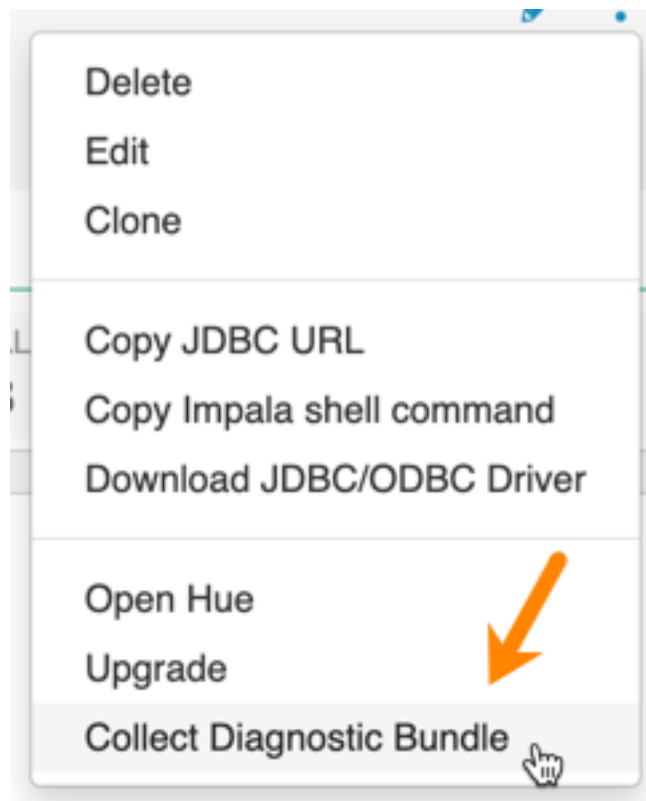 Delete
Edit
Clone
Copy JDBC URL
Copy Impala shell command
Download JDBC/ODBC Driver
Open Hue
Upgrade
Collect Diagnostic Bundle